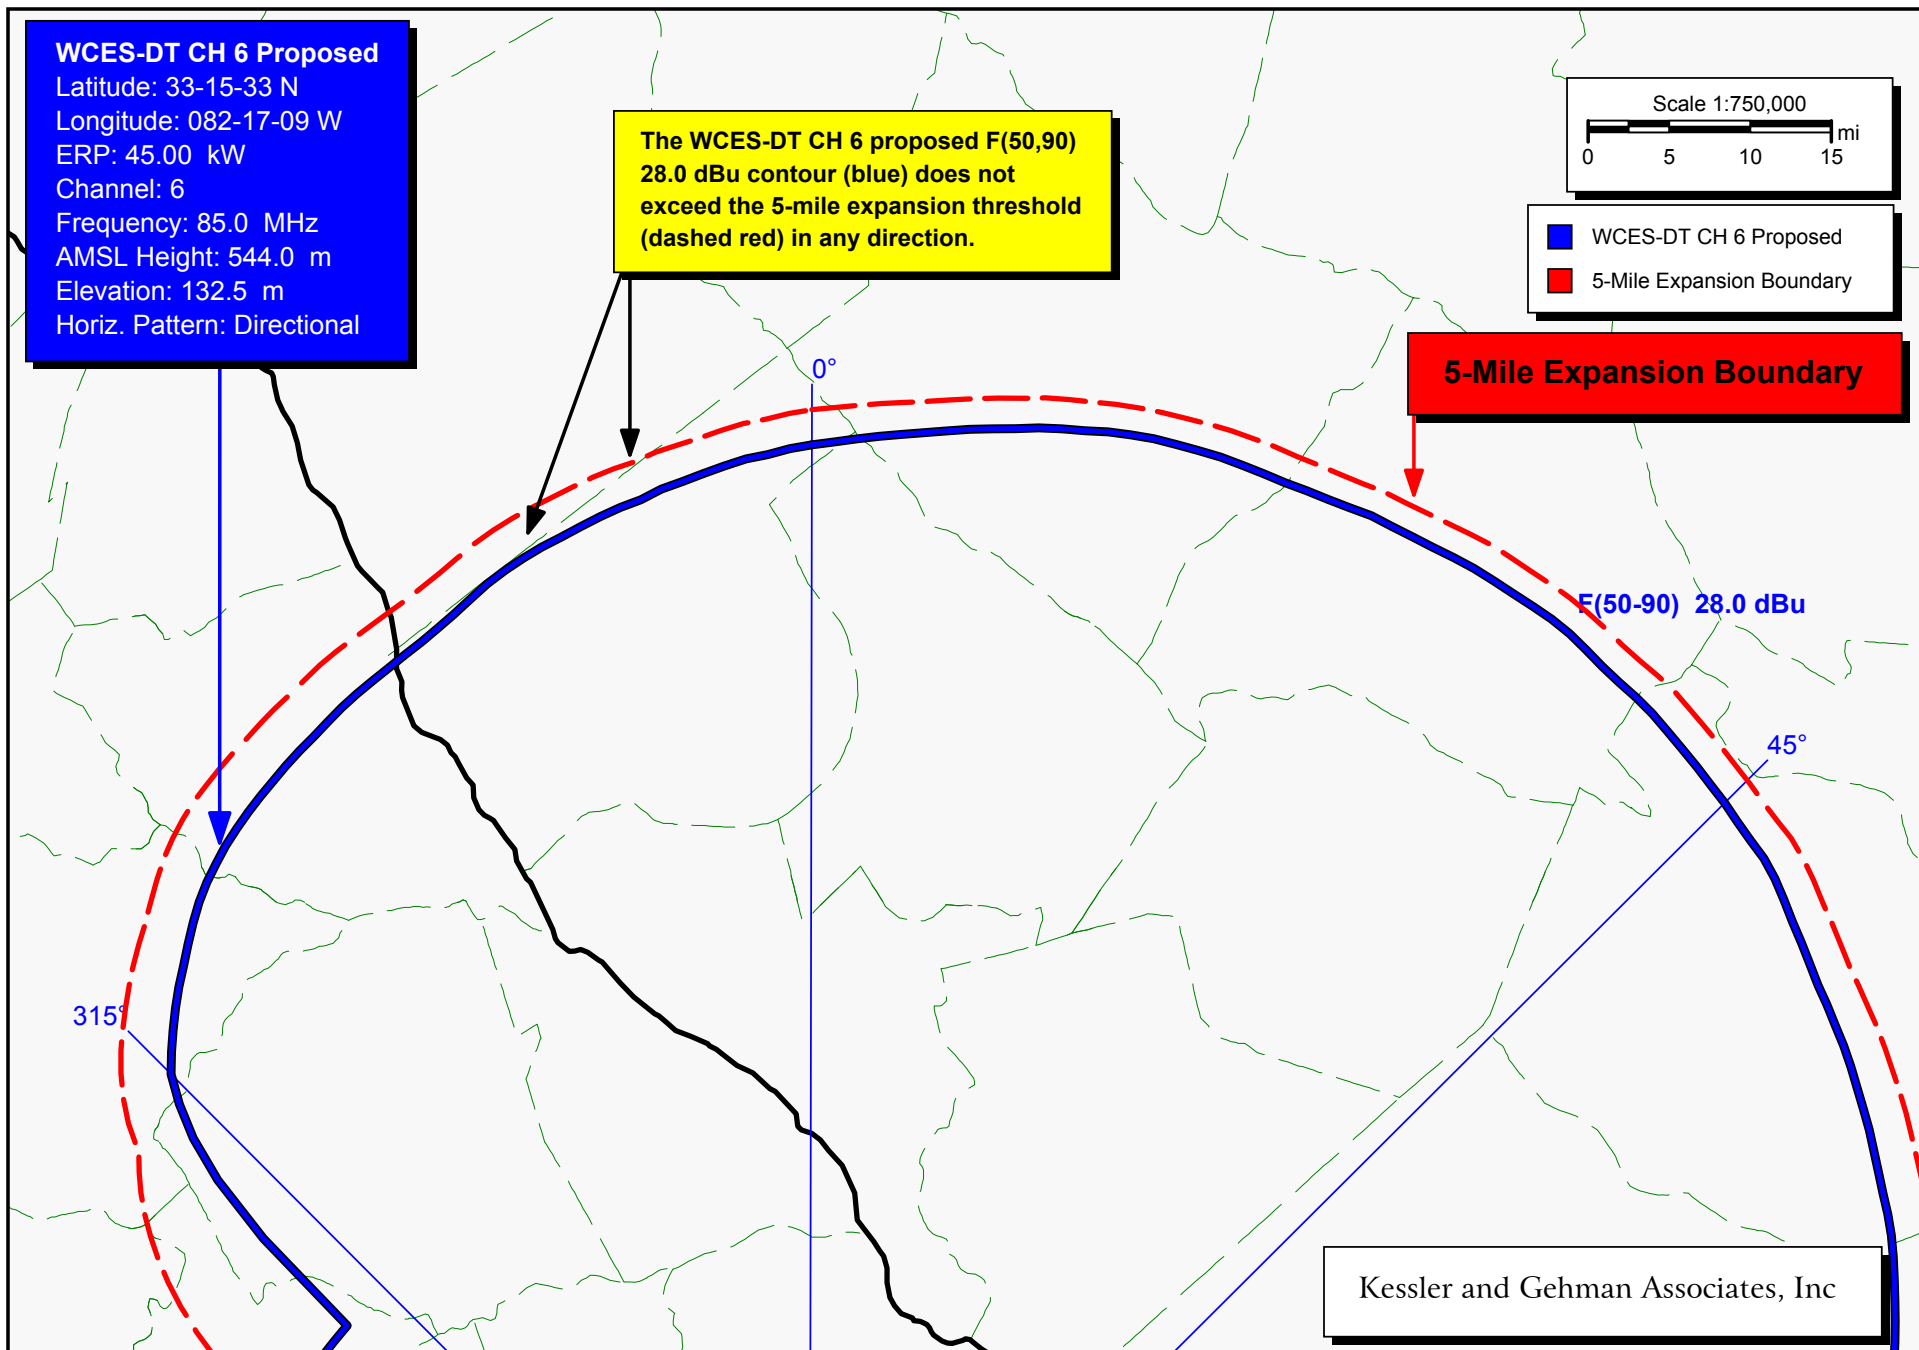 WCES-DT CH 6 Proposed
Latitude: 33-15-33 N
Longitude: 082-17-09 W
ERP: 45.00 kW
Channel: 6
Frequency: 85.0 MHz
AMSL Height: 544.0 m
Elevation: 132.5 m
Horiz. Pattern: Directional
The WCES-DT CH 6 proposed F(50,90)
28.0 dBu contour (blue) does not
exceed the 5-mile expansion threshold
(dashed red) in any direction.
Scale 1:750,000
mi
0 5 10 15
WCES-DT CH 6 Proposed
5-Mile Expansion Boundary
5-Mile Expansion Boundary
0°
F(50-90) 28.0 dBu
45°
315°
Kessler and Gehman Associates, Inc